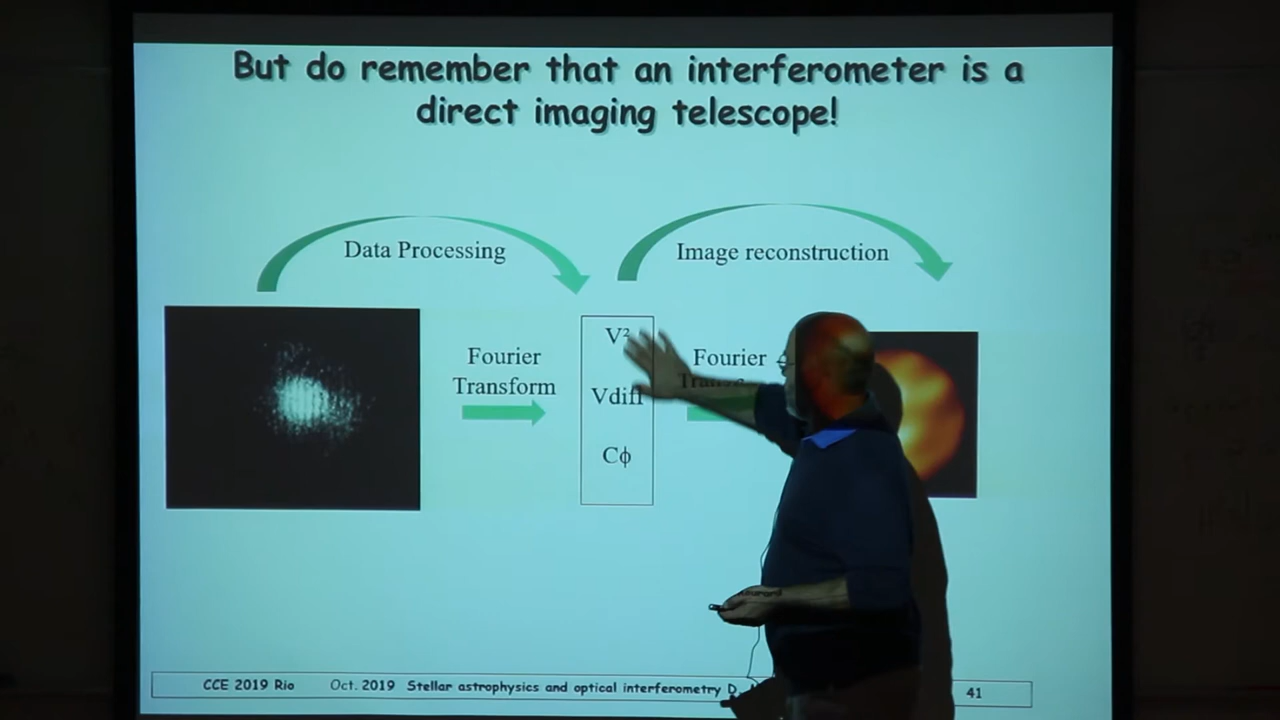 But do remember that an interferometer is a
direct imaging telescope!
Data Processing
Image reconstruction
Fourier
Transform
V²
Vdiff
Cϕ
Fourier
CCE 2019 Rio Oct. 2019 Stellar astrophysics and optical interferometry D. 41